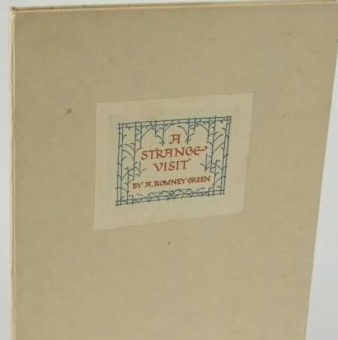 A
STRANGE
VISIT
BY A. ROMNEY GREEN